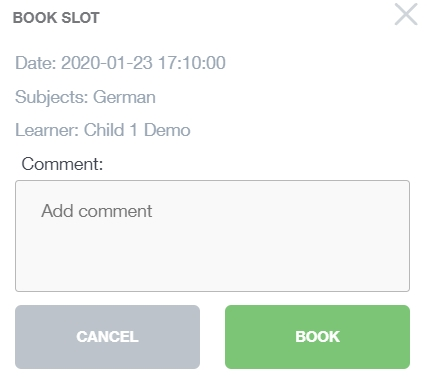 BOOK SLOT
Date: 2020-01-23 17:10:00
Subjects: German
Learner: Child 1 Demo
Comment:
Add comment
CANCEL BOOK